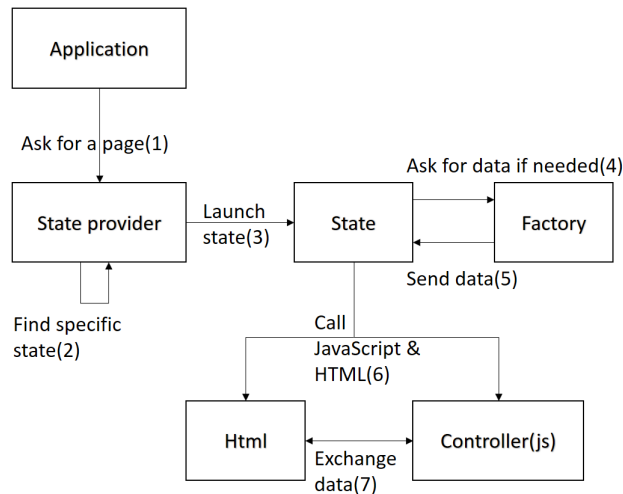 Application
Ask for a page(1)
Ask for data if needed(4)
State provider
Launch
state(3)
State
Factory
Send data(5)
Find specific
state(2)
Call
JavaScript &
HTML(6)
Html
Controller(js)
Exchange
data(7)